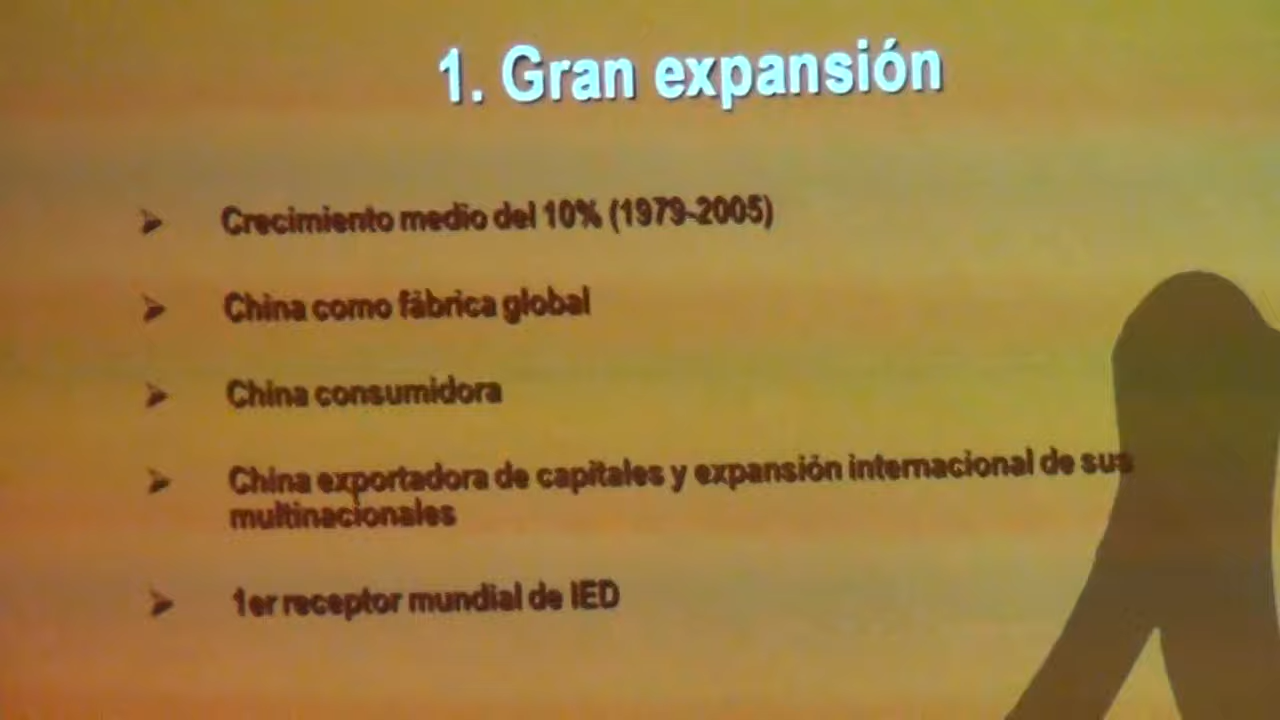 1. Gran expansión
Crecimiento medio del 10% (1979-2005)
China como fábrica global
China consumidora
China exportadora de capitales y expansión internacional de sus
multinacionales
1er receptor mundial de IED